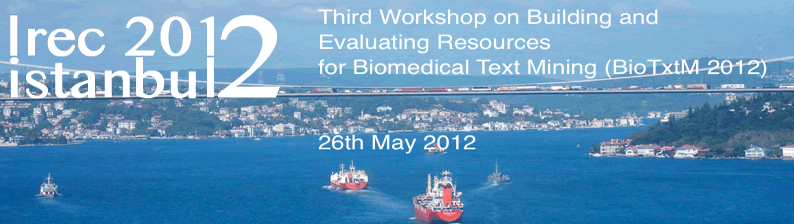 lrec 2012
istanbul
Third Workshop on Building and
Evaluating Resources
for Biomedical Text Mining (BioTxtM 2012)
26th May 2012